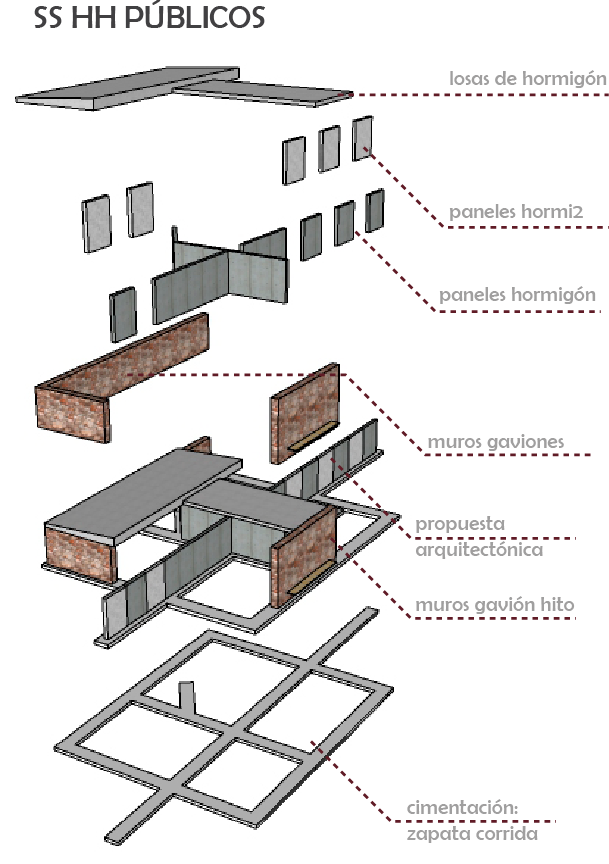 SS HH PÚBLICOS
losas de hormigón
paneles hormi2
paneles hormigón
muros gaviones
propuesta
arquitectónica
muros gavión hito
cimentación:
zapata corrida